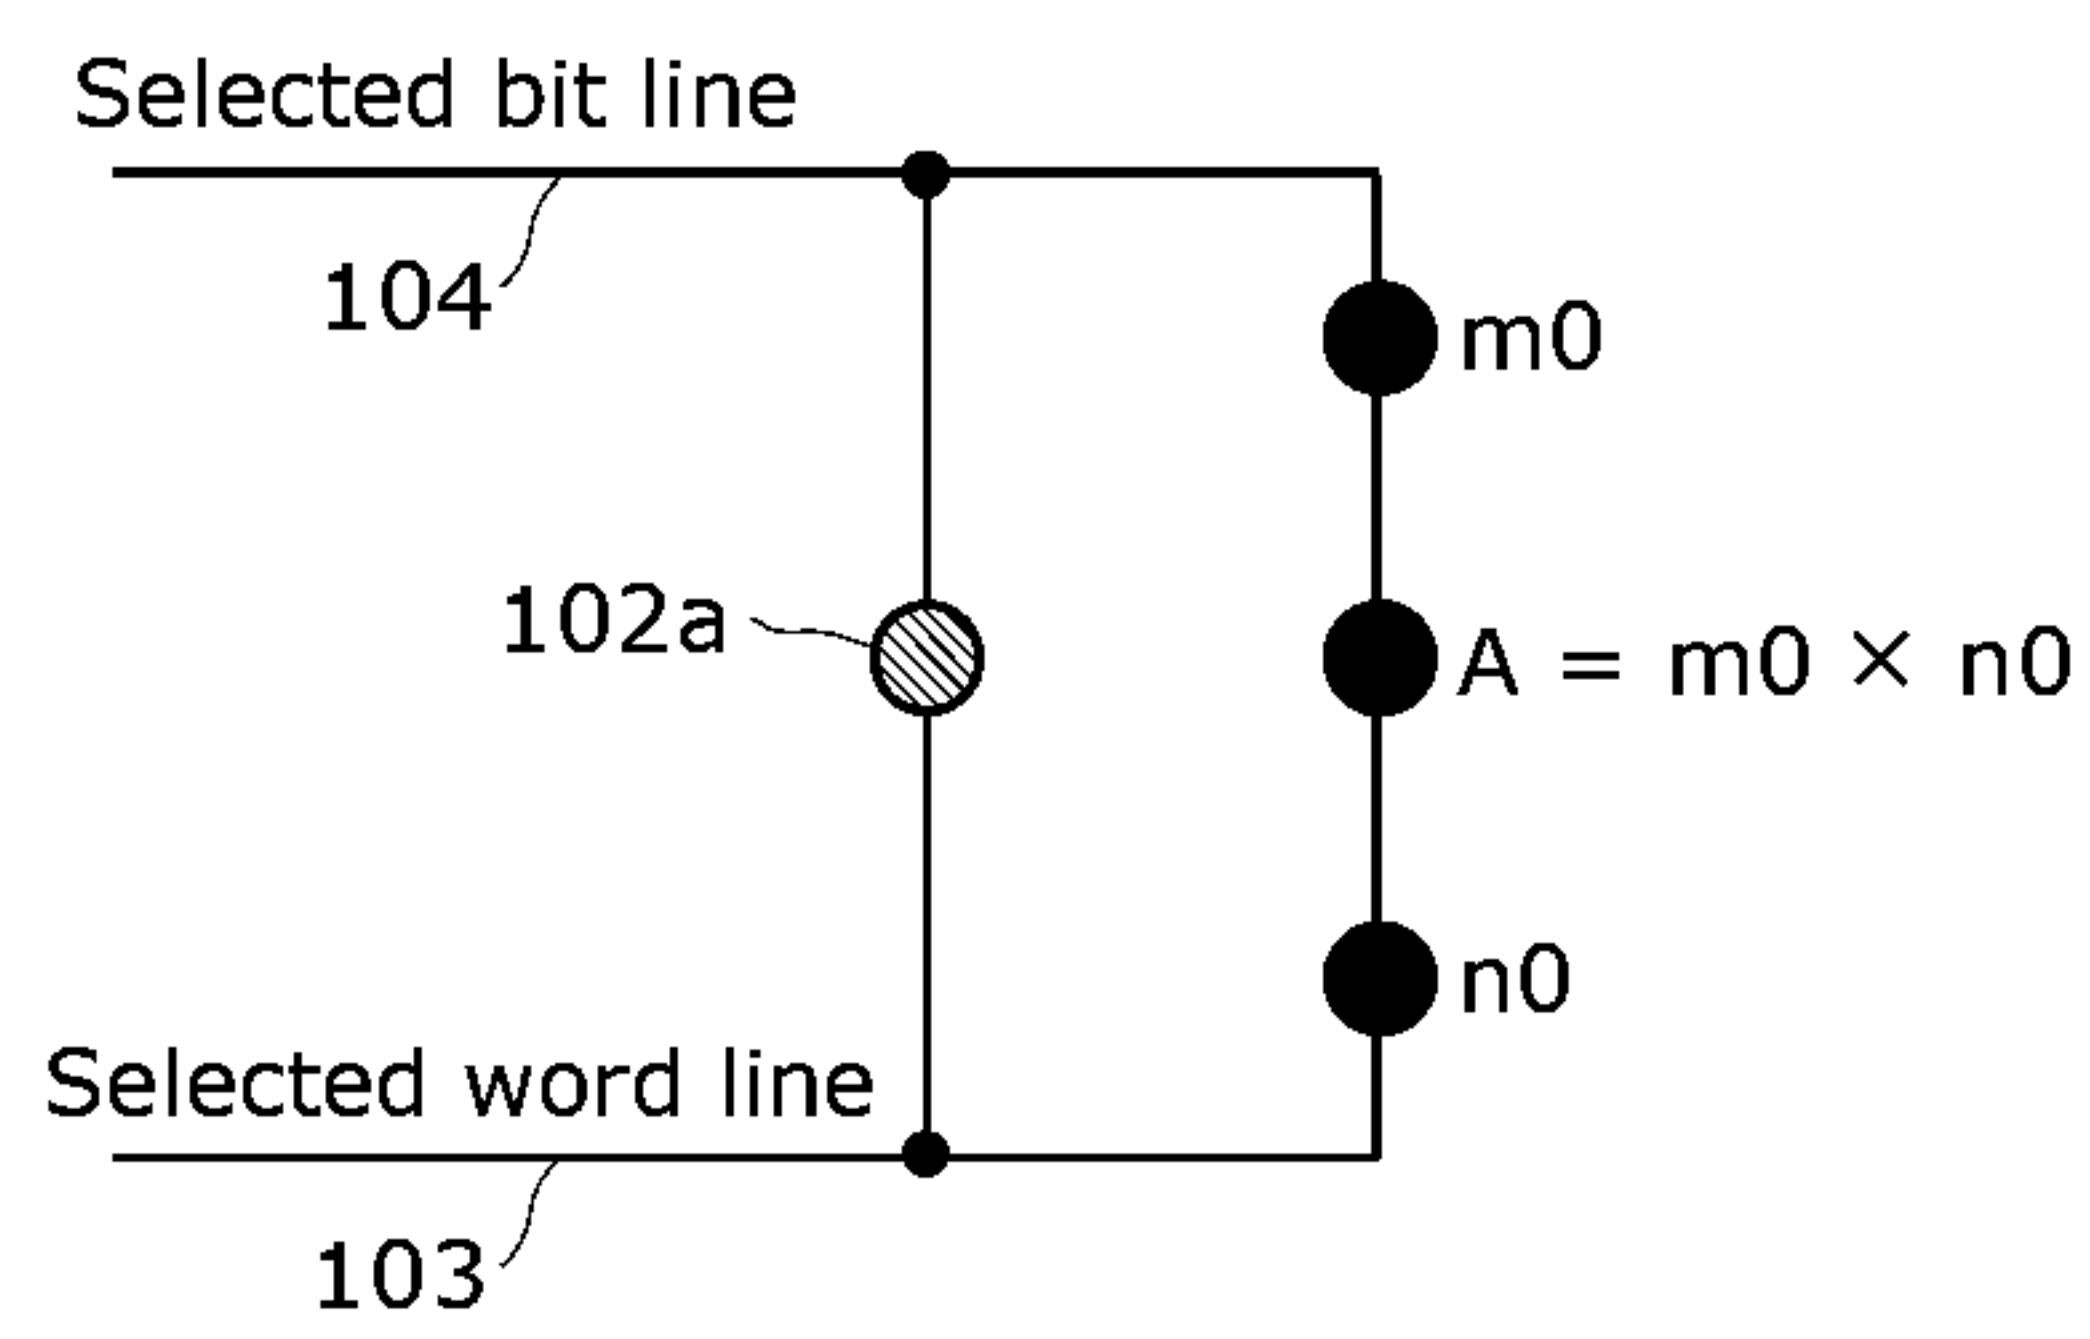 Selected bit line
104
m0
102a
A = m0 × n0
n0
Selected word line
103